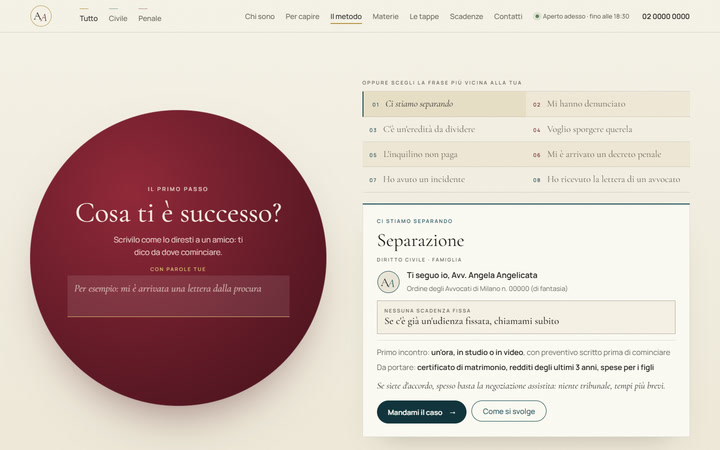 AA
Tutto
Civile
Penale
Chi sono
Per capire
Il metodo
Materie
Le tappe
Scadenze
Contatti
Aperto adesso · fino alle 18:30
02 0000 0000
IL PRIMO PASSO
Cosa ti è successo?
Scrivilo come lo diresti a un amico: ti
dico da dove cominciare.
CON PAROLE TUE
Per esempio: mi è arrivata una lettera dalla procura
OPPURE SCEGLI LA FRASE PIÙ VICINA ALLA TUA
01 Ci stiamo separando
02 Mi hanno denunciato
03 C'è un'eredità da dividere
04 Voglio sporgere querela
05 L'inquilino non paga
06 Mi è arrivato un decreto penale
07 Ho avuto un incidente
08 Ho ricevuto la lettera di un avvocato
CI STIAMO SEPARANDO
Separazione
DIRITTO CIVILE · FAMIGLIA
AA
Ti seguo io, Avv. Angela Angelicata
Ordine degli Avvocati di Milano n. 00000 (di fantasia)
NESSUNA SCADENZA FISSA
Se c'è già un'udienza fissata, chiamami subito
Primo incontro: un'ora, in studio o in video, con preventivo scritto prima di cominciare
Da portare: certificato di matrimonio, redditi degli ultimi 3 anni, spese per i figli
Se siete d'accordo, spesso basta la negoziazione assistita: niente tribunale, tempi più brevi.
Mandami il caso →
Come si svolge